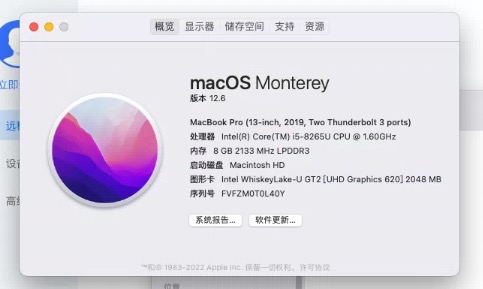 概览 显示器 储存空间 支持 资源
macOS Monterey
版本 12.6
MacBook Pro (13-inch, 2019, Two Thunderbolt 3 ports)
处理器 Intel(R) Core(TM) i5-8265U CPU @ 1.60GHz
内存 8 GB 2133 MHz LPDDR3
启动磁盘 Macintosh HD
图形卡 Intel WhiskeyLake-U GT2 [UHD Graphics 620] 2048 MB
序列号 FVFZM0T0L40Y
系统报告... 软件更新...
™和© 1983-2022 Apple Inc. 保留一切权利。许可协议
立即
远程
设备
高级
位置